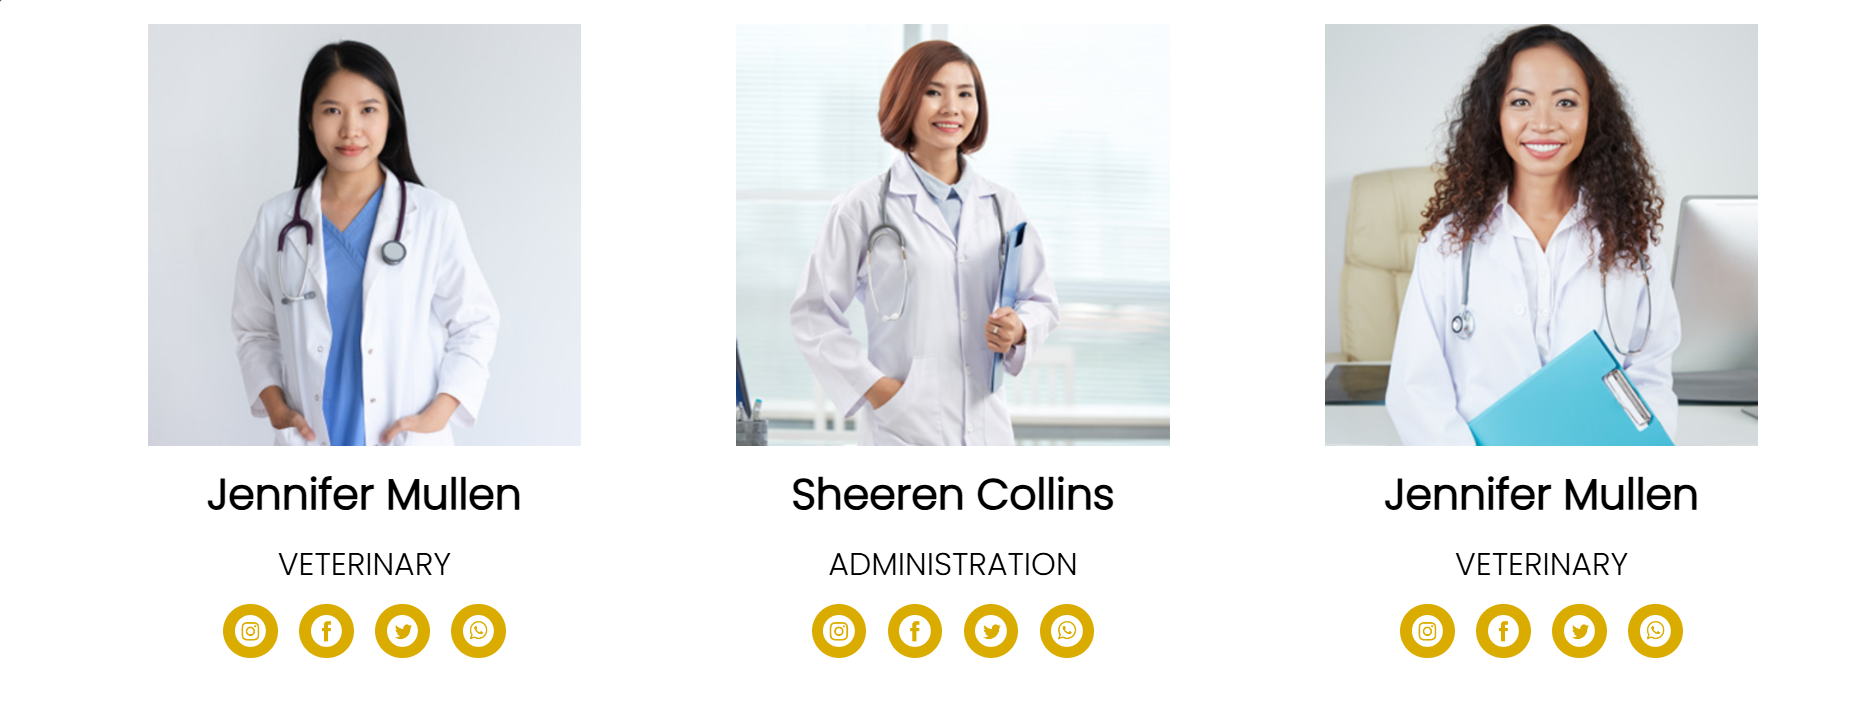 Jennifer Mullen
VETERINARY
Sheeren Collins
ADMINISTRATION
Jennifer Mullen
VETERINARY